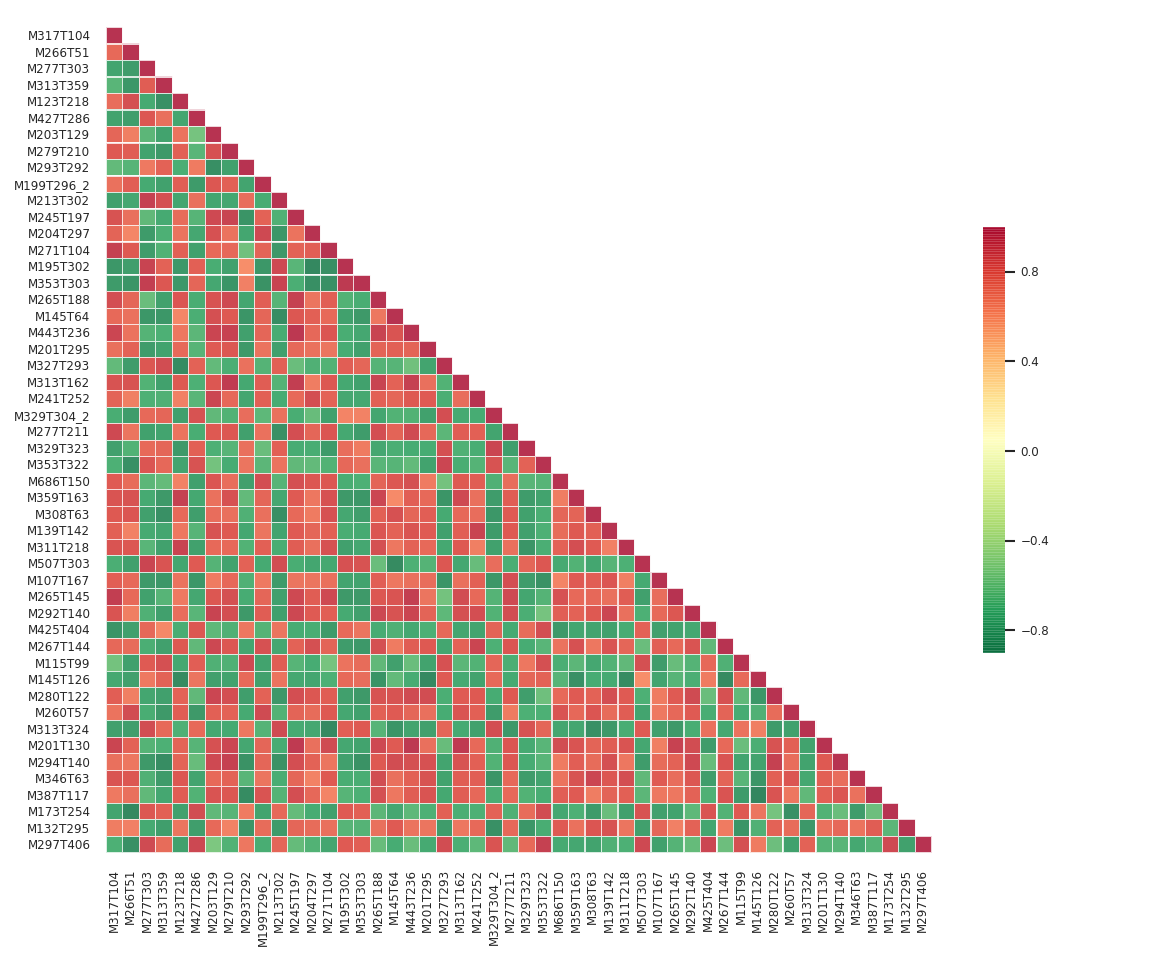 M317T104
M266T51
M277T303
M313T359
M123T218
M427T286
M203T129
M279T210
M293T292
M199T296_2
M213T302
M245T197
M204T297
M271T104
M195T302
M353T303
M265T188
M145T64
M443T236
M201T295
M327T293
M313T162
M241T252
M329T304_2
M277T211
M329T323
M353T322
M686T150
M359T163
M308T63
M139T142
M311T218
M507T303
M107T167
M265T145
M292T140
M425T404
M267T144
M115T99
M145T126
M280T122
M260T57
M313T324
M201T130
M294T140
M346T63
M387T117
M173T254
M132T295
M297T406
0.8
0.4
0.0
−0.4
−0.8
M317T104
M266T51
M277T303
M313T359
M123T218
M427T286
M203T129
M279T210
M293T292
M199T296_2
M213T302
M245T197
M204T297
M271T104
M195T302
M353T303
M265T188
M145T64
M443T236
M201T295
M327T293
M313T162
M241T252
M329T304_2
M277T211
M329T323
M353T322
M686T150
M359T163
M308T63
M139T142
M311T218
M507T303
M107T167
M265T145
M292T140
M425T404
M267T144
M115T99
M145T126
M280T122
M260T57
M313T324
M201T130
M294T140
M346T63
M387T117
M173T254
M132T295
M297T406